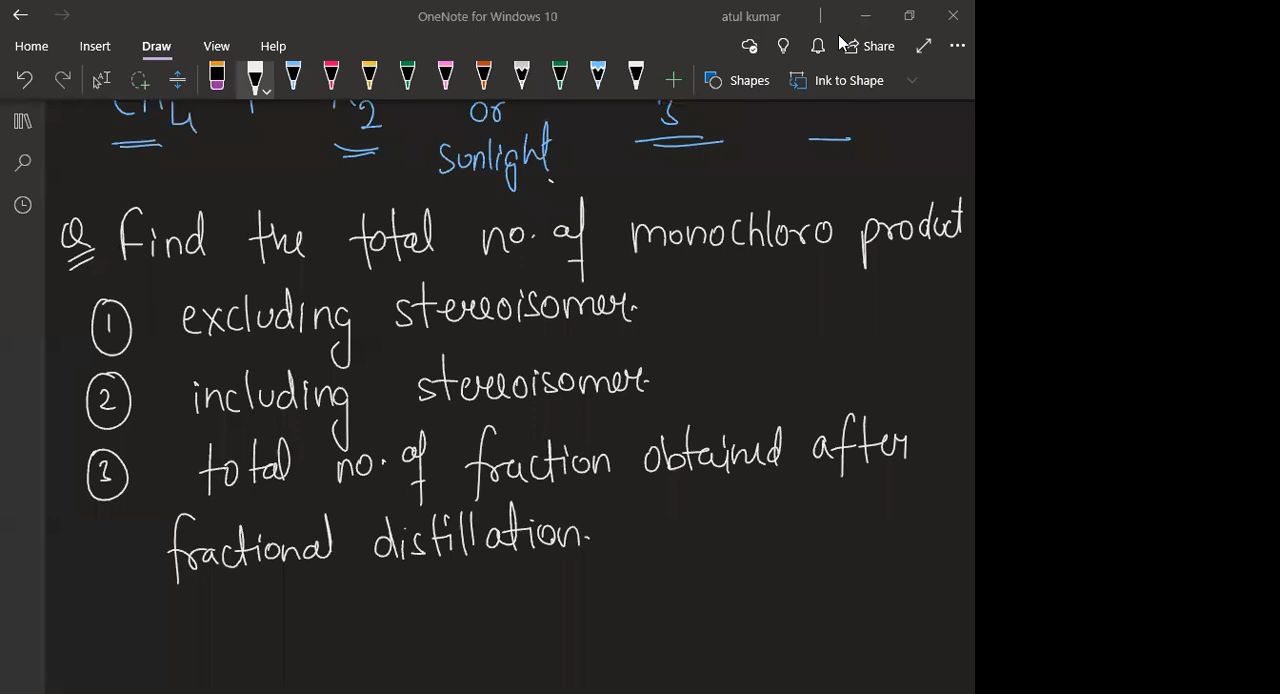 OneNote for Windows 10
atul kumar
Home Insert Draw View Help
Share
Shapes
Ink to Shape
or
sunlight.
Q Find the total no. of monochloro product
① excluding stereoisomer.
② including stereoisomer.
③ total no. of fraction obtained after
fractional distillation.